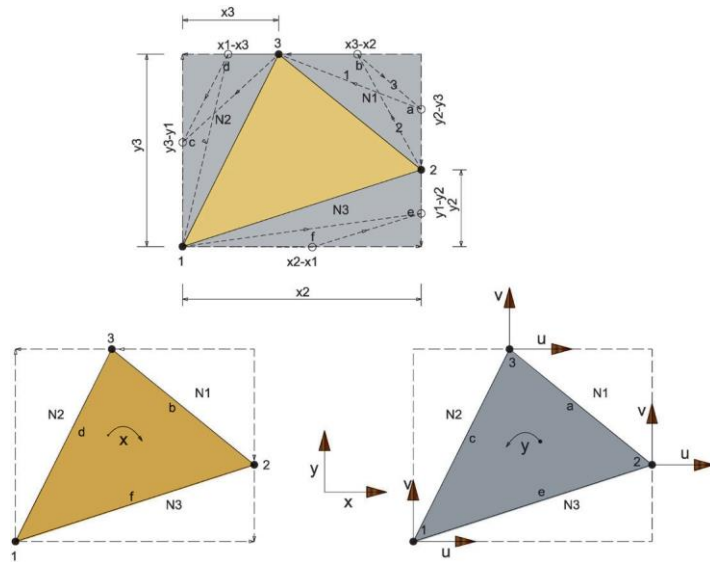 x3
x1-x3
3
x3-x2
d
b
3
1
N1
a
y2-y3
N2
2
y3
y3-y1
c
2
y1-y2
y2
N3
e
f
1
x2-x1
x2
v
u
3
3
N1
N2
b
d
x
2
N3
f
1
y
x
N2
N1
a
c
y
v
2
u
v
e
N3
1
u